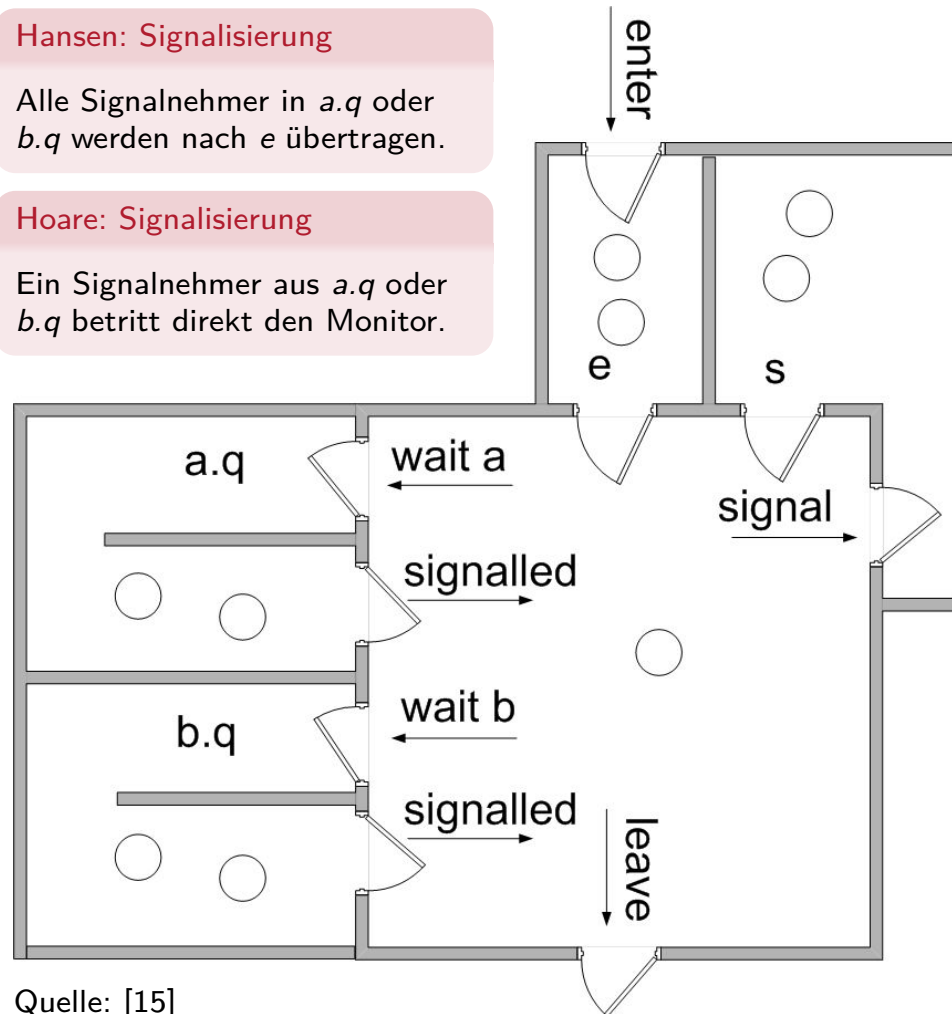 Hansen: Signalisierung
Alle Signalnehmer in a.q oder
b.q werden nach e übertragen.
Hoare: Signalisierung
Ein Signalnehmer aus a.q oder
b.q betritt direkt den Monitor.
enter
e
s
a.q
wait a
signal
signalled
b.q
wait b
signalled
leave
Quelle: [15]